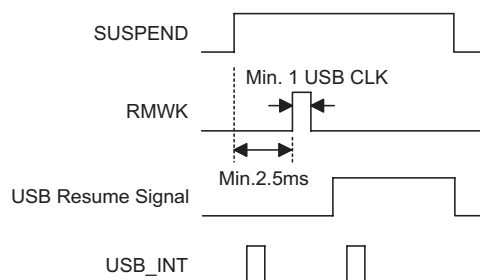 SUSPEND
Min. 1 USB CLK
RMWK
Min.2.5ms
USB Resume Signal
USB_INT